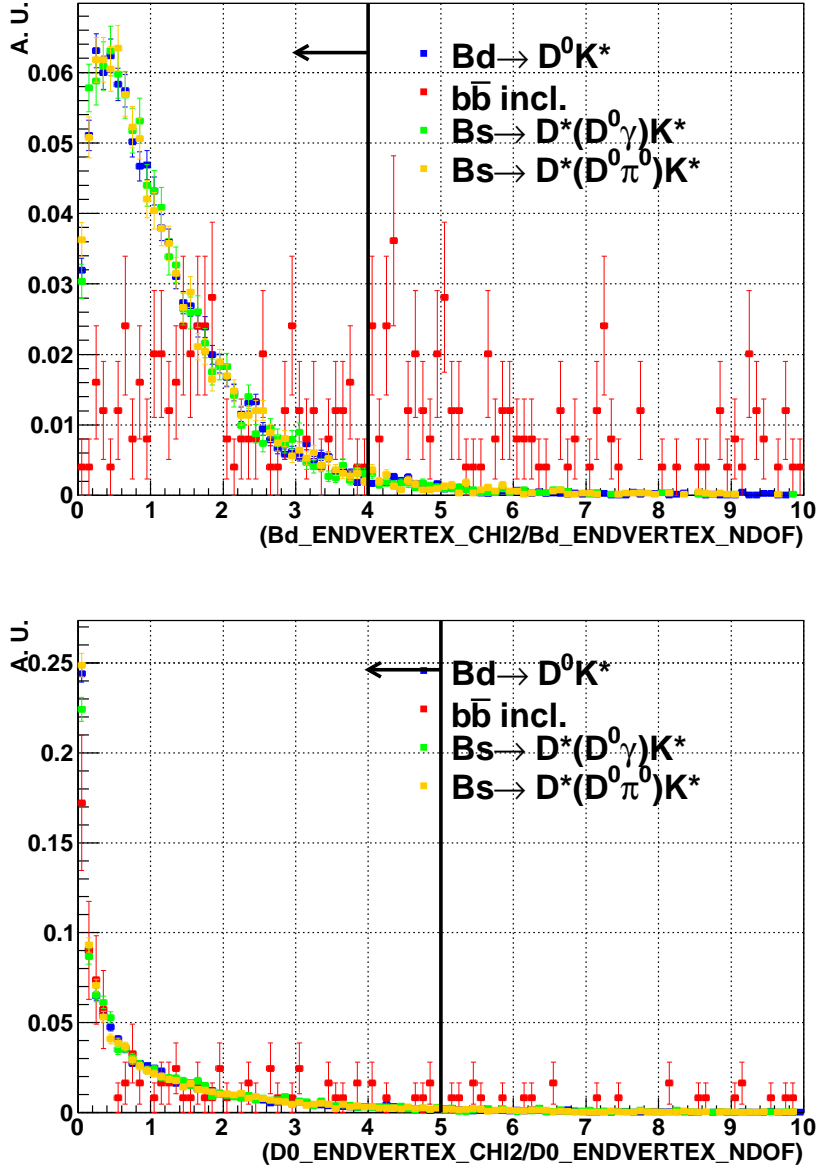 A. U.
0.06
0.05
0.04
0.03
0.02
0.01
0
Bd→ D⁰K*
bb̅ incl.
Bs→ D*(D⁰γ)K*
Bs→ D*(D⁰π⁰)K*
0 1 2 3 4 5 6 7 8 9 10
(Bd_ENDVERTEX_CHI2/Bd_ENDVERTEX_NDOF)
A. U.
0.25
0.2
0.15
0.1
0.05
0
Bd→ D⁰K*
bb̅ incl.
Bs→ D*(D⁰γ)K*
Bs→ D*(D⁰π⁰)K*
0 1 2 3 4 5 6 7 8 9 10
(D0_ENDVERTEX_CHI2/D0_ENDVERTEX_NDOF)